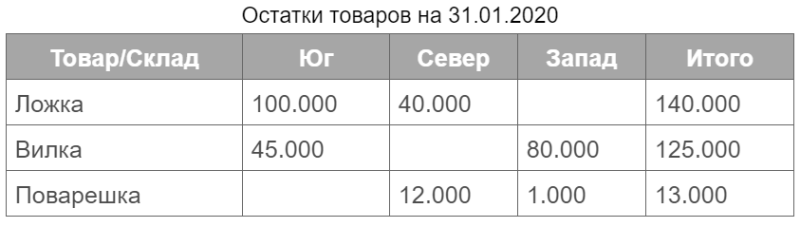 Остатки товаров на 31.01.2020
Товар/Склад Юг Север Запад Итого
Ложка 100.000 40.000 140.000
Вилка 45.000 80.000 125.000
Поварешка 12.000 1.000 13.000